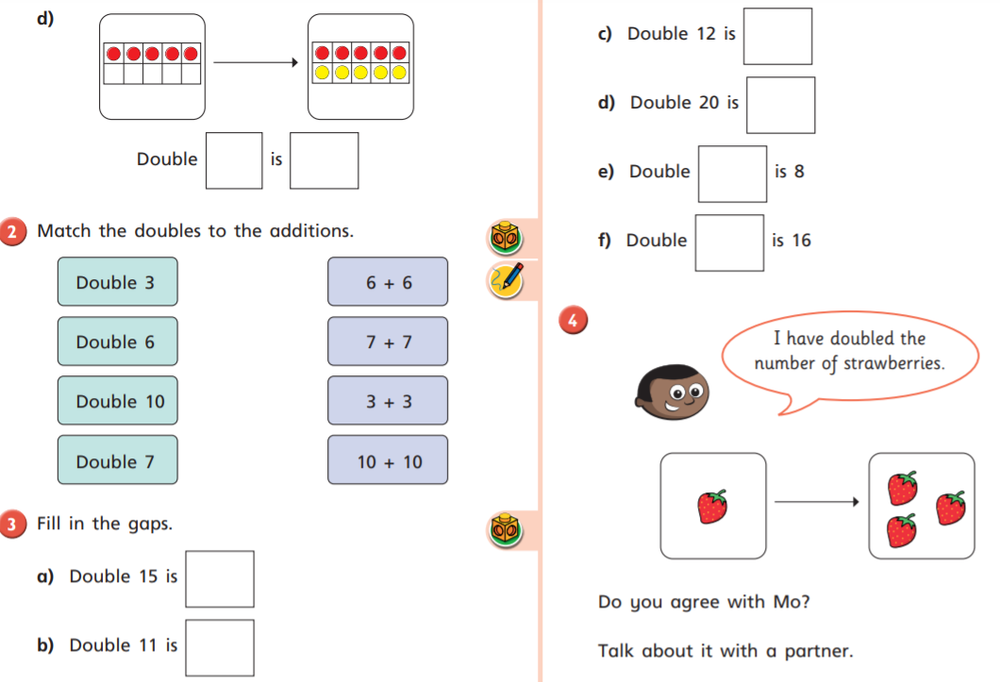 d)
Double is
2 Match the doubles to the additions.
Double 3 6 + 6
Double 6 7 + 7
Double 10 3 + 3
Double 7 10 + 10
3 Fill in the gaps.
a) Double 15 is
b) Double 11 is
c) Double 12 is
d) Double 20 is
e) Double is 8
f) Double is 16
4
I have doubled the
number of strawberries.
Do you agree with Mo?
Talk about it with a partner.